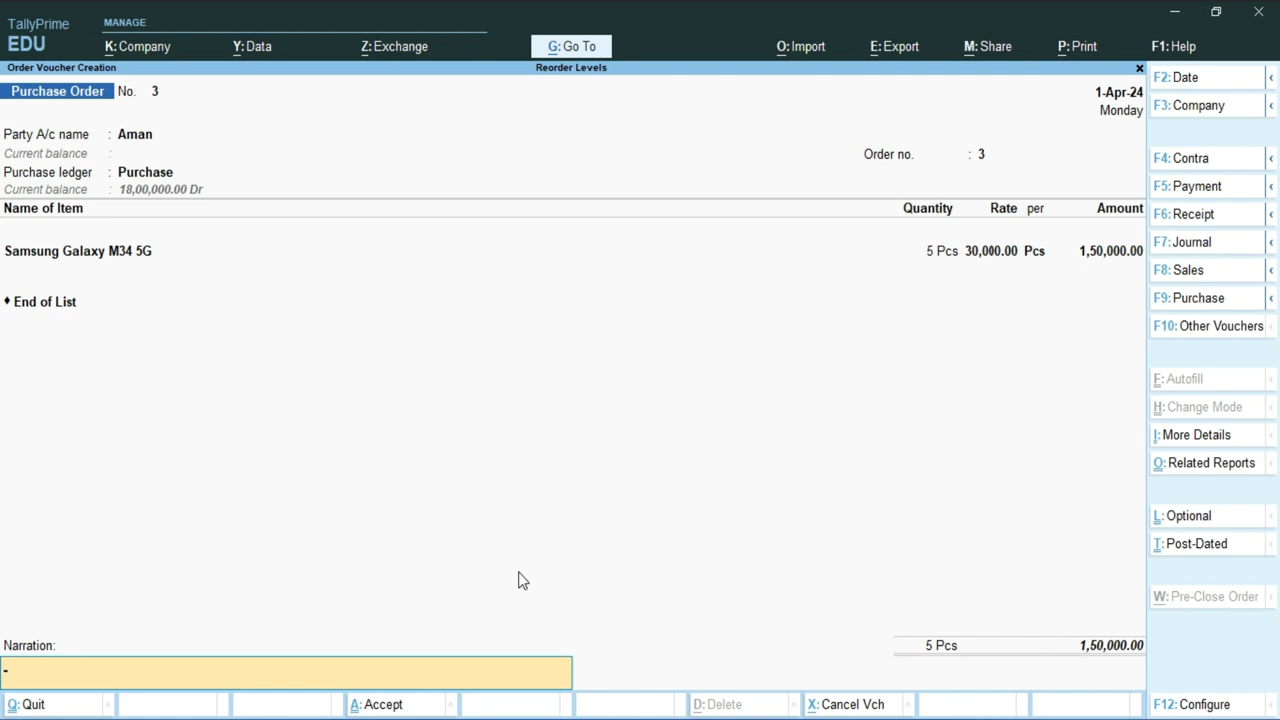 TallyPrime
EDU
MANAGE
K: Company
Y: Data
Z: Exchange
G: Go To
O: Import
E: Export
M: Share
P: Print
F1: Help
Order Voucher Creation
Reorder Levels
x
Purchase Order No. 3
1-Apr-24
Monday
Party A/c name : Aman
Current balance :
Order no. : 3
Purchase ledger : Purchase
Current balance : 18,00,000.00 Dr
Name of Item Quantity Rate per Amount
Samsung Galaxy M34 5G 5 Pcs 30,000.00 Pcs 1,50,000.00
♦ End of List
Narration:
5 Pcs 1,50,000.00
-
Q: Quit
A: Accept
D: Delete
X: Cancel Vch
F2: Date
F3: Company
F4: Contra
F5: Payment
F6: Receipt
F7: Journal
F8: Sales
F9: Purchase
F10: Other Vouchers
F: Autofill
H: Change Mode
I: More Details
O: Related Reports
L: Optional
T: Post-Dated
W: Pre-Close Order
F12: Configure